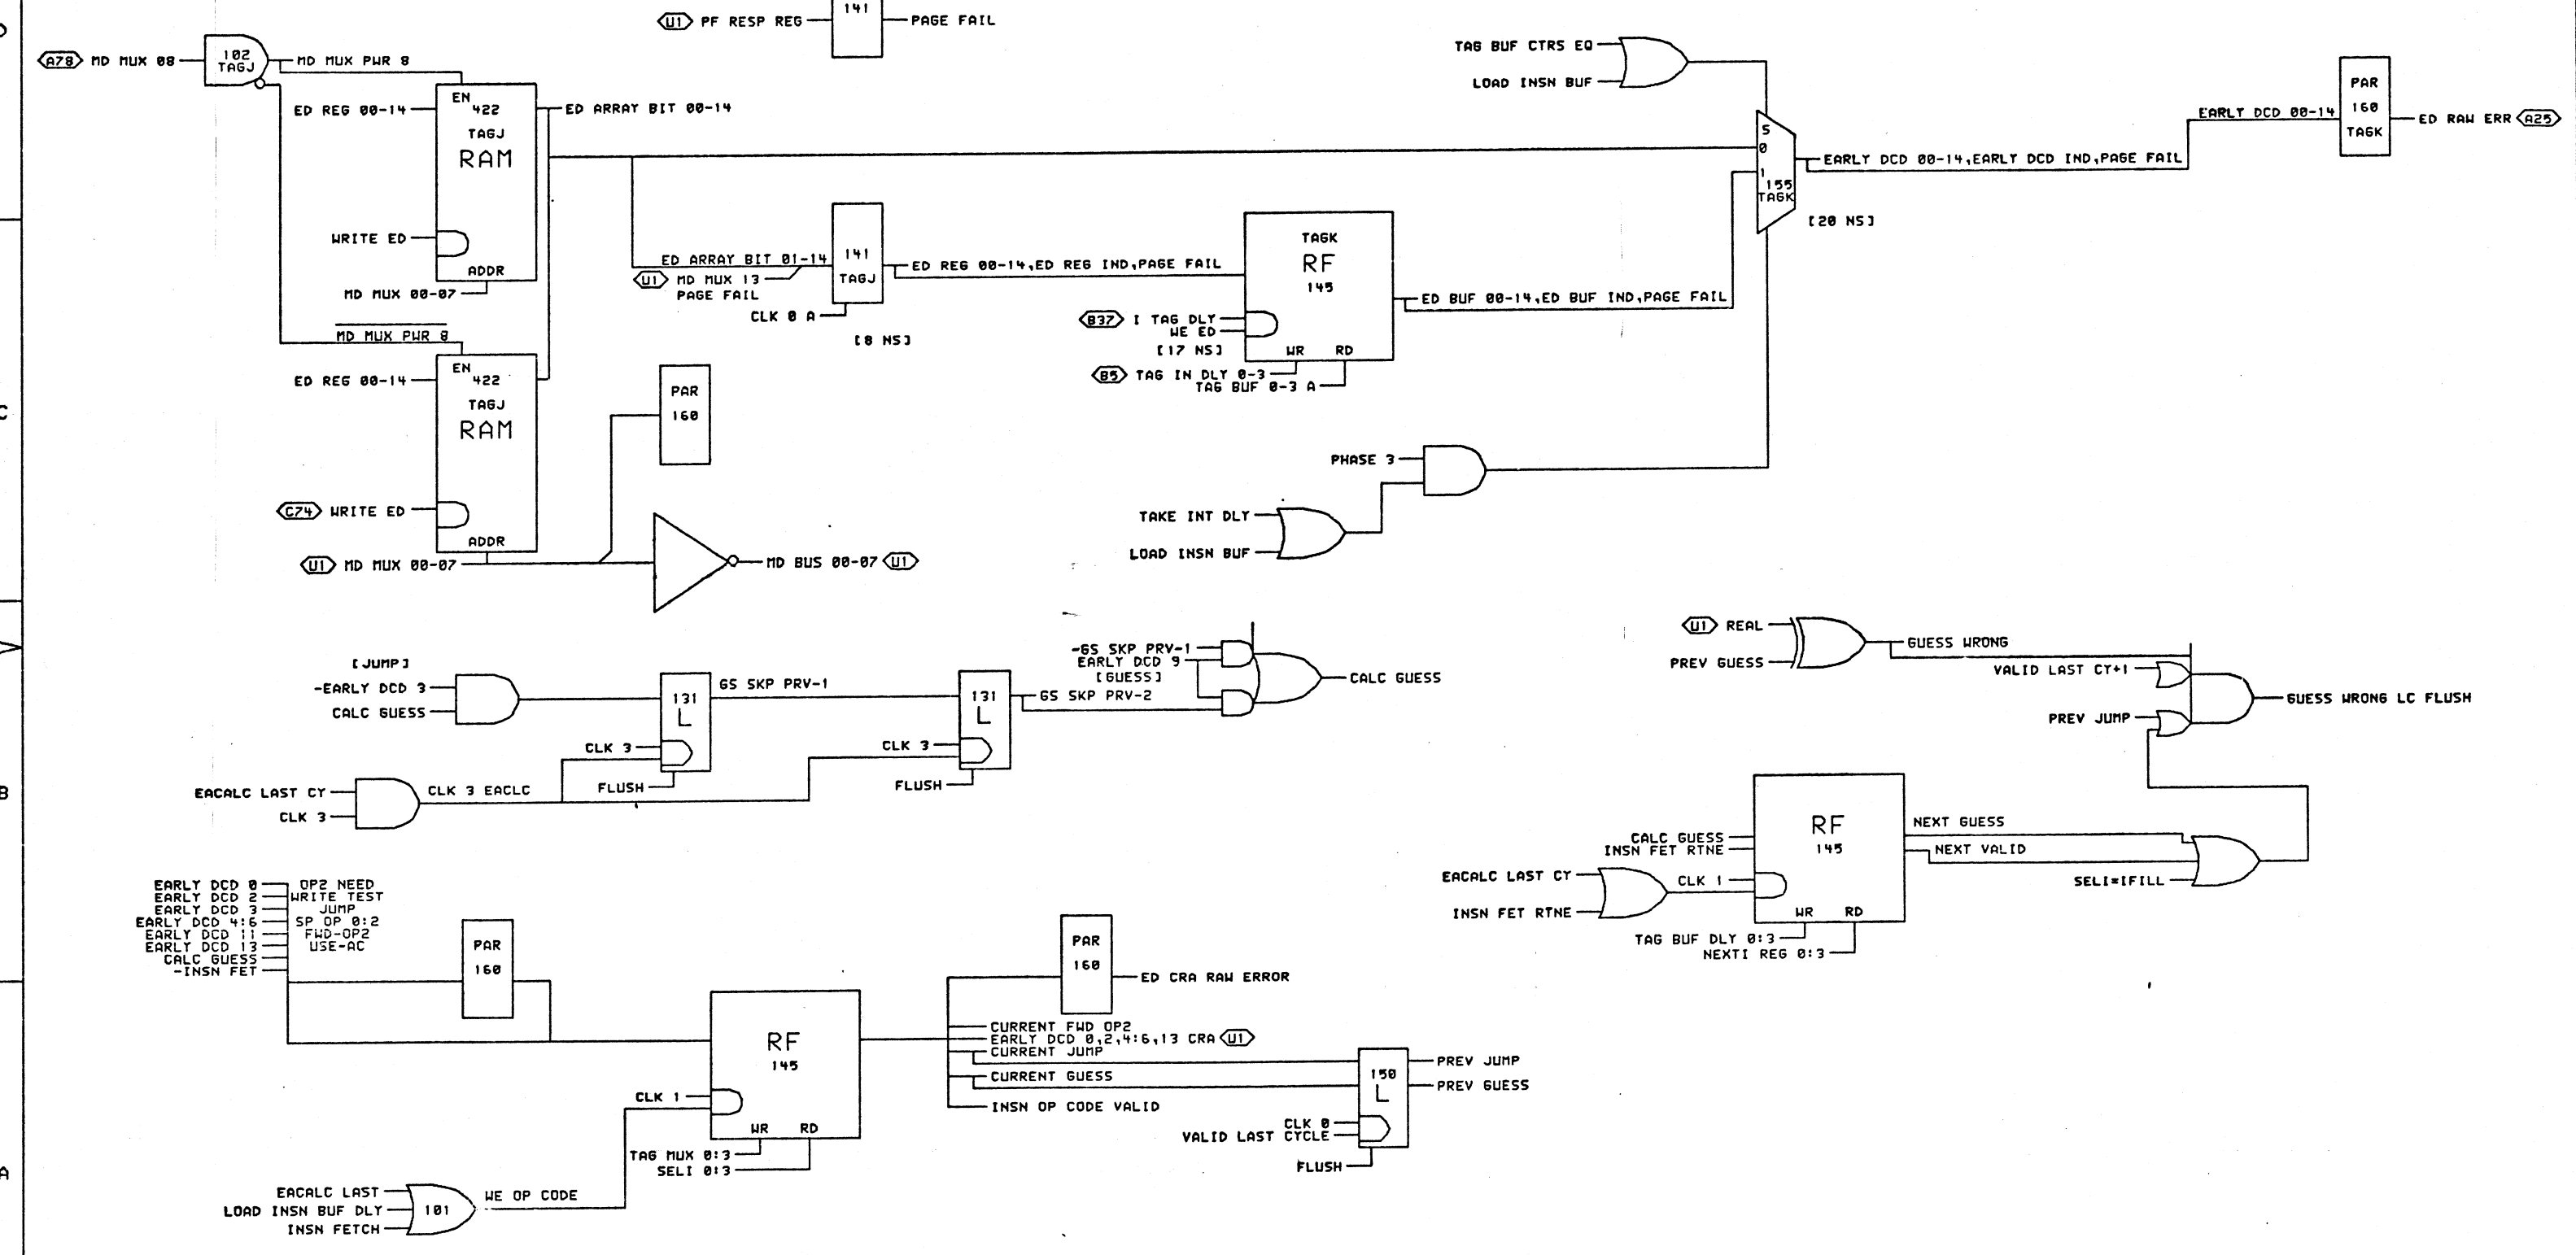 U1 PF RESP REG
141
PAGE FAIL
A78 MD MUX 08
102
TAGJ
MD MUX PWR 8
ED REG 00-14
EN
422
TAGJ
RAM
ED ARRAY BIT 00-14
WRITE ED
ADDR
MD MUX 00-07
MD MUX PWR 8
ED REG 00-14
EN
422
TAGJ
RAM
C74 WRITE ED
ADDR
U1 MD MUX 00-07
PAR
160
MD BUS 00-07 U1
ED ARRAY BIT 01-14
U1 MD MUX 13
PAGE FAIL
141
TAGJ
CLK 0 A
[8 NS]
ED REG 00-14,ED REG IND,PAGE FAIL
TAGK
RF
145
B37 I TAG DLY
WE ED
[17 NS]
WR RD
B5 TAG IN DLY 0-3
TAG BUF 0-3 A
ED BUF 00-14,ED BUF IND,PAGE FAIL
TAG BUF CTRS EQ
LOAD INSN BUF
S
0
1
155
TAGK
[20 NS]
EARLY DCD 00-14,EARLY DCD IND,PAGE FAIL
EARLY DCD 00-14
PAR
160
TAGK
ED RAW ERR A25
PHASE 3
TAKE INT DLY
LOAD INSN BUF
[JUMP]
-EARLY DCD 3
CALC GUESS
131
L
GS SKP PRV-1
CLK 3
FLUSH
EACALC LAST CY
CLK 3
CLK 3 EACLC
131
L
CLK 3
FLUSH
GS SKP PRV-2
-GS SKP PRV-1
EARLY DCD 9
[GUESS]
CALC GUESS
U1 REAL
PREV GUESS
GUESS WRONG
VALID LAST CY+1
PREV JUMP
GUESS WRONG LC FLUSH
CALC GUESS
INSN FET RTNE
EACALC LAST CY
INSN FET RTNE
CLK 1
RF
145
WR RD
TAG BUF DLY 0:3
NEXTI REG 0:3
NEXT GUESS
NEXT VALID
SELI=IFILL
EARLY DCD 0 OP2 NEED
EARLY DCD 2 WRITE TEST
EARLY DCD 3 JUMP
EARLY DCD 4:6 SP OP 0:2
EARLY DCD 11 FWD-OP2
EARLY DCD 13 USE-AC
CALC GUESS
-INSN FET
PAR
160
RF
145
CLK 1
WR RD
TAG MUX 0:3
SELI 0:3
EACALC LAST
LOAD INSN BUF DLY
INSN FETCH
101
WE OP CODE
PAR
160
ED CRA RAW ERROR
CURRENT FWD OP2
EARLY DCD 0,2,4:6,13 CRA U1
CURRENT JUMP
CURRENT GUESS
INSN OP CODE VALID
150
L
CLK 0
VALID LAST CYCLE
FLUSH
PREV JUMP
PREV GUESS
C
B
A